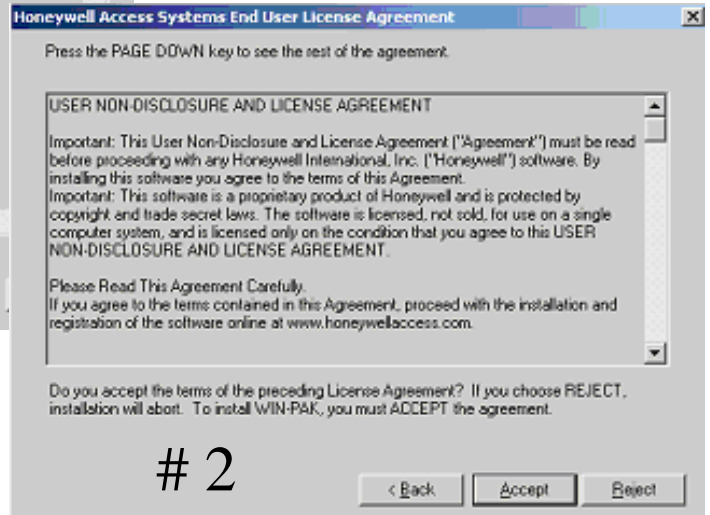 Honeywell Access Systems End User License Agreement
Press the PAGE DOWN key to see the rest of the agreement.
USER NON-DISCLOSURE AND LICENSE AGREEMENT
Important: This User Non-Disclosure and License Agreement ("Agreement") must be read
before proceeding with any Honeywell International, Inc. ("Honeywell") software. By
installing this software you agree to the terms of this Agreement.
Important: This software is a proprietary product of Honeywell and is protected by
copyright and trade secret laws. The software is licensed, not sold, for use on a single
computer system, and is licensed only on the condition that you agree to this USER
NON-DISCLOSURE AND LICENSE AGREEMENT.
Please Read This Agreement Carefully.
If you agree to the terms contained in this Agreement, proceed with the installation and
registration of the software online at www.honeywellaccess.com.
Do you accept the terms of the preceding License Agreement? If you choose REJECT,
installation will abort. To install WIN-PAK, you must ACCEPT the agreement.
# 2
< Back
Accept
Reject